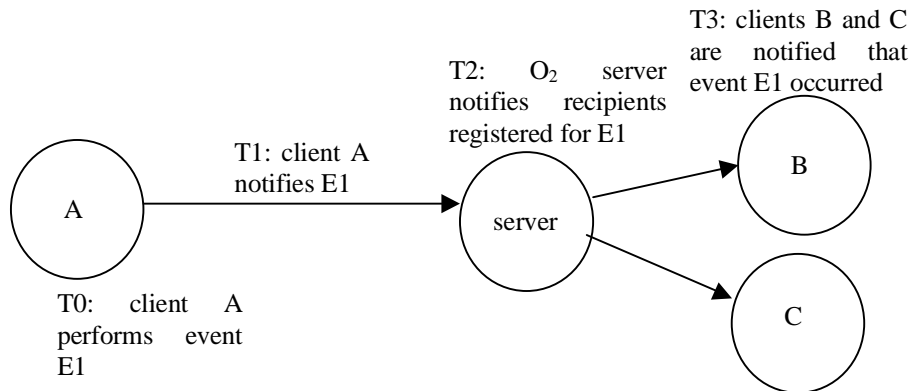 T3: clients B and C
are notified that
event E1 occurred
T2: O₂ server
notifies recipients
registered for E1
T1: client A
notifies E1
A
server
B
C
T0: client A
performs event
E1